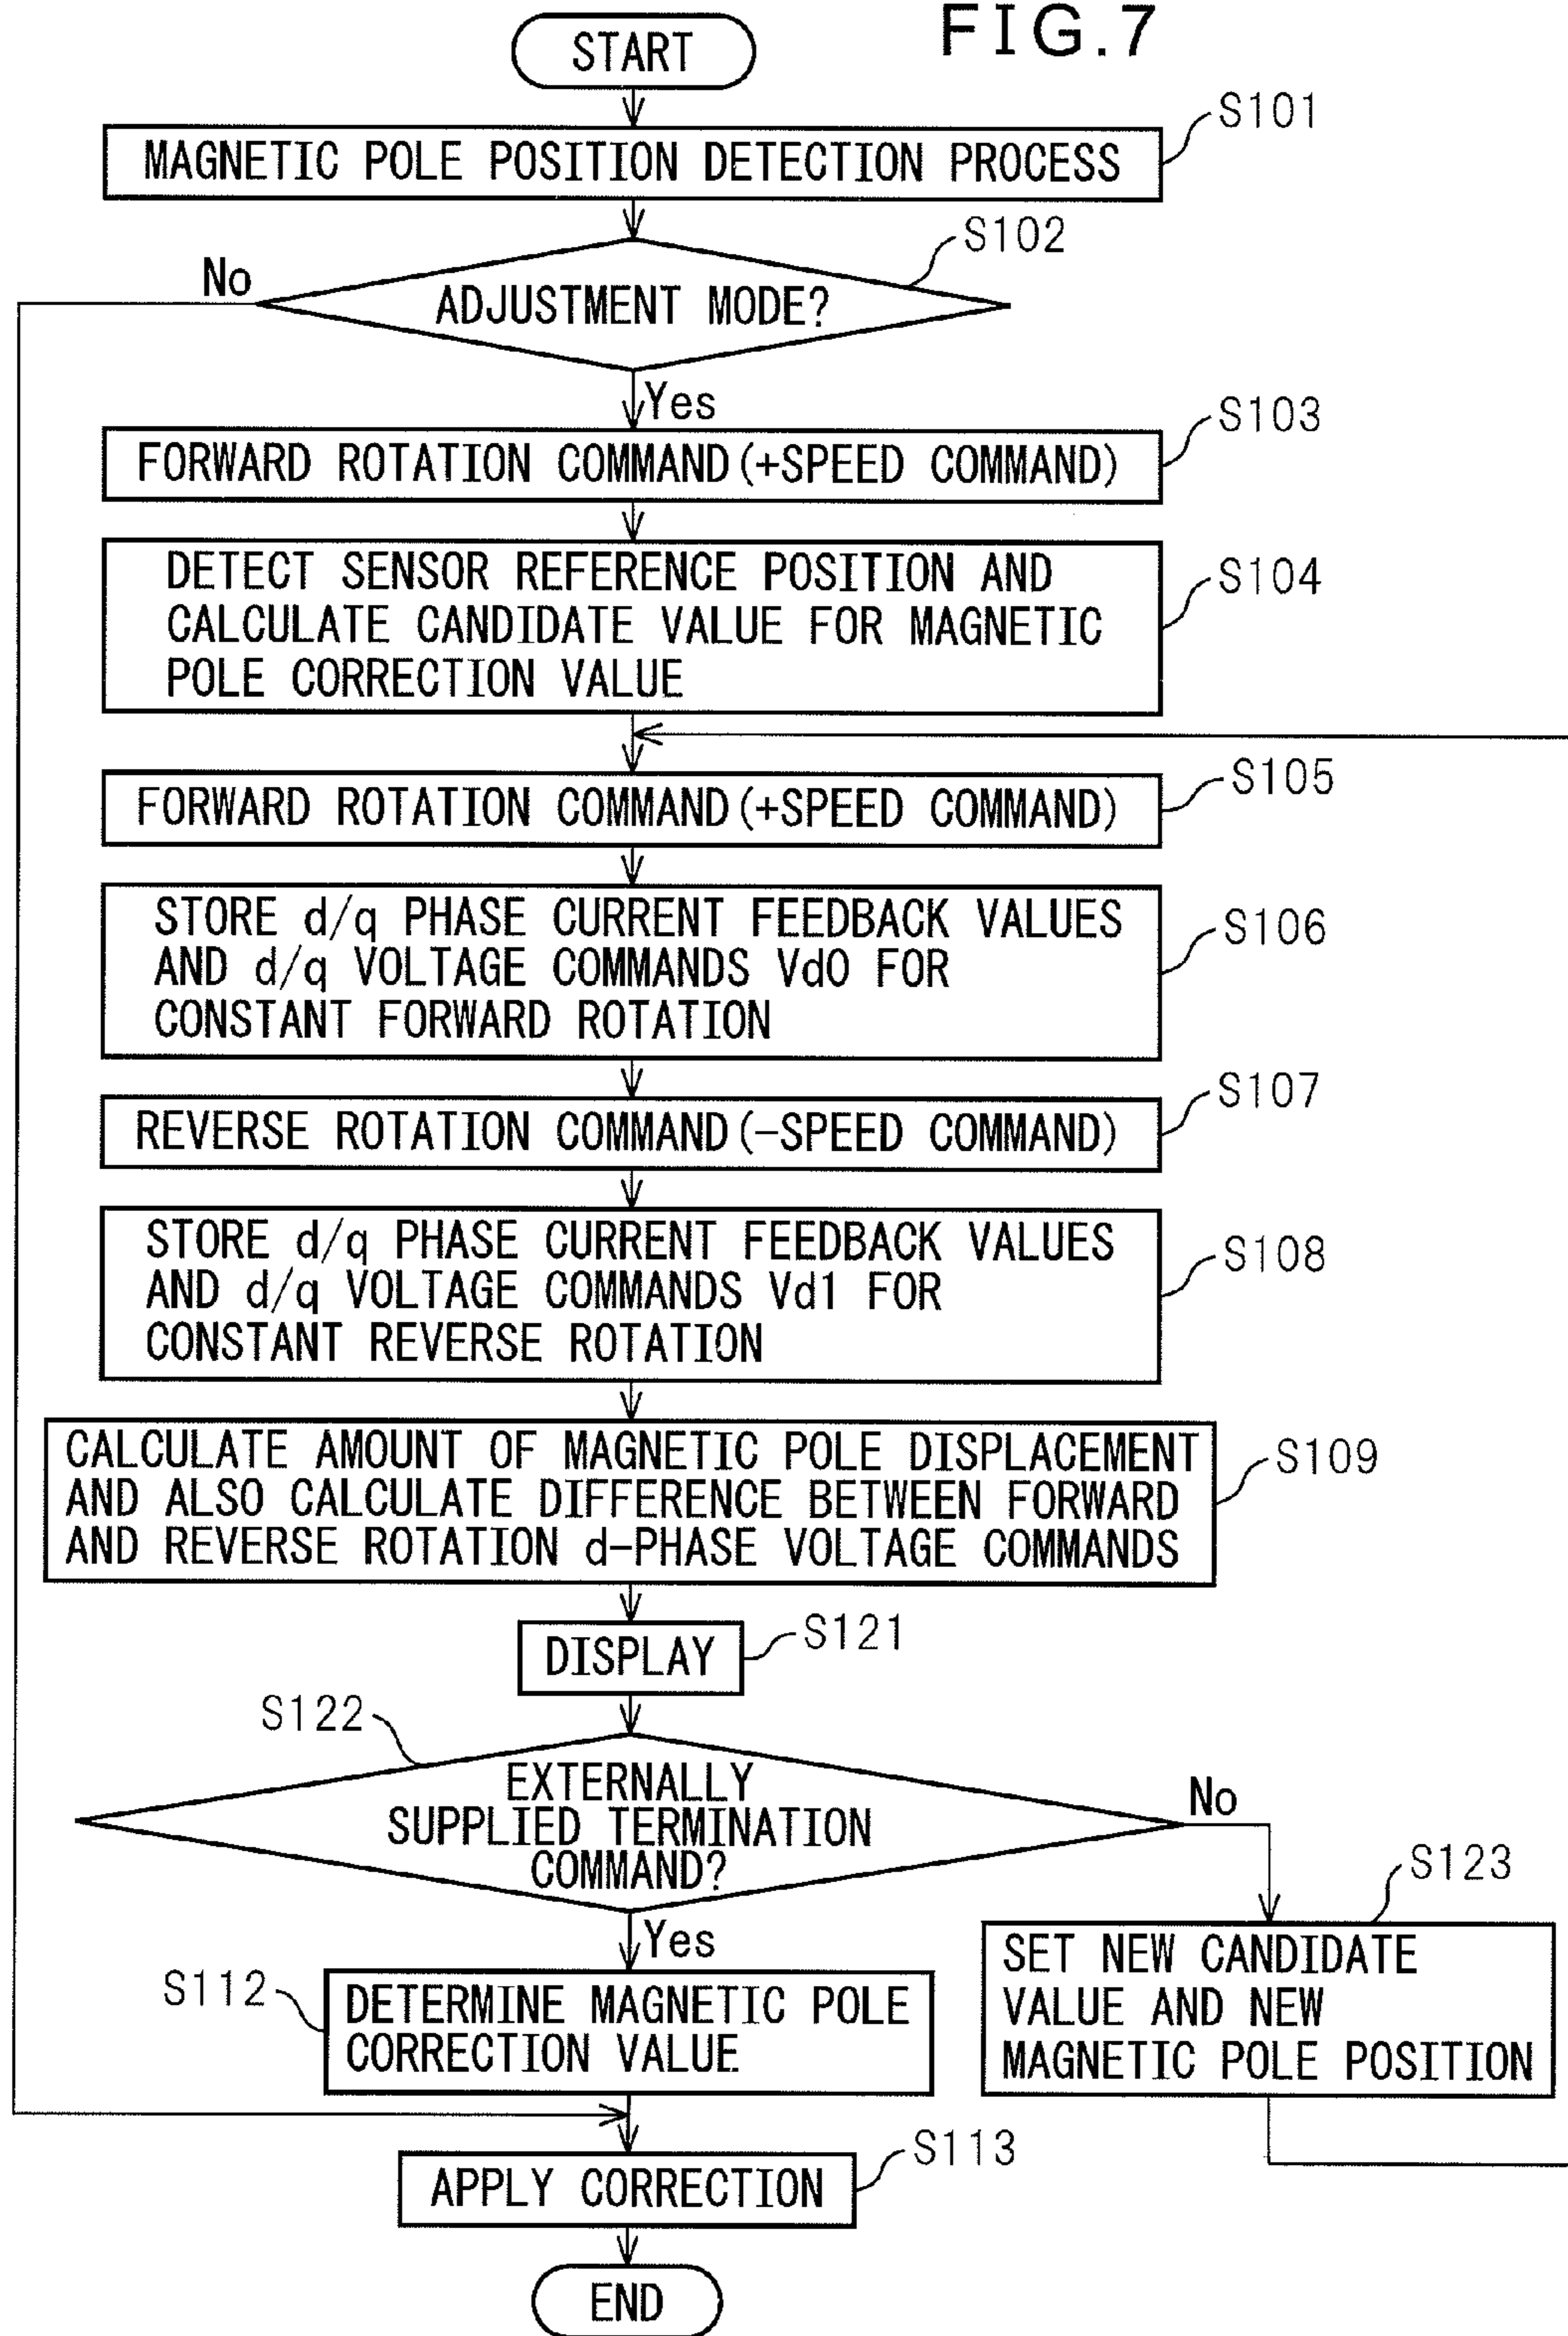 FIG.7
START
S101
MAGNETIC POLE POSITION DETECTION PROCESS
S102
No
ADJUSTMENT MODE?
Yes
S103
FORWARD ROTATION COMMAND(+SPEED COMMAND)
S104
DETECT SENSOR REFERENCE POSITION AND
CALCULATE CANDIDATE VALUE FOR MAGNETIC
POLE CORRECTION VALUE
S105
FORWARD ROTATION COMMAND(+SPEED COMMAND)
S106
STORE d/q PHASE CURRENT FEEDBACK VALUES
AND d/q VOLTAGE COMMANDS Vd0 FOR
CONSTANT FORWARD ROTATION
S107
REVERSE ROTATION COMMAND(-SPEED COMMAND)
S108
STORE d/q PHASE CURRENT FEEDBACK VALUES
AND d/q VOLTAGE COMMANDS Vd1 FOR
CONSTANT REVERSE ROTATION
S109
CALCULATE AMOUNT OF MAGNETIC POLE DISPLACEMENT
AND ALSO CALCULATE DIFFERENCE BETWEEN FORWARD
AND REVERSE ROTATION d-PHASE VOLTAGE COMMANDS
S121
DISPLAY
S122
EXTERNALLY
SUPPLIED TERMINATION
COMMAND?
No
Yes
S123
SET NEW CANDIDATE
VALUE AND NEW
MAGNETIC POLE POSITION
S112
DETERMINE MAGNETIC POLE
CORRECTION VALUE
S113
APPLY CORRECTION
END